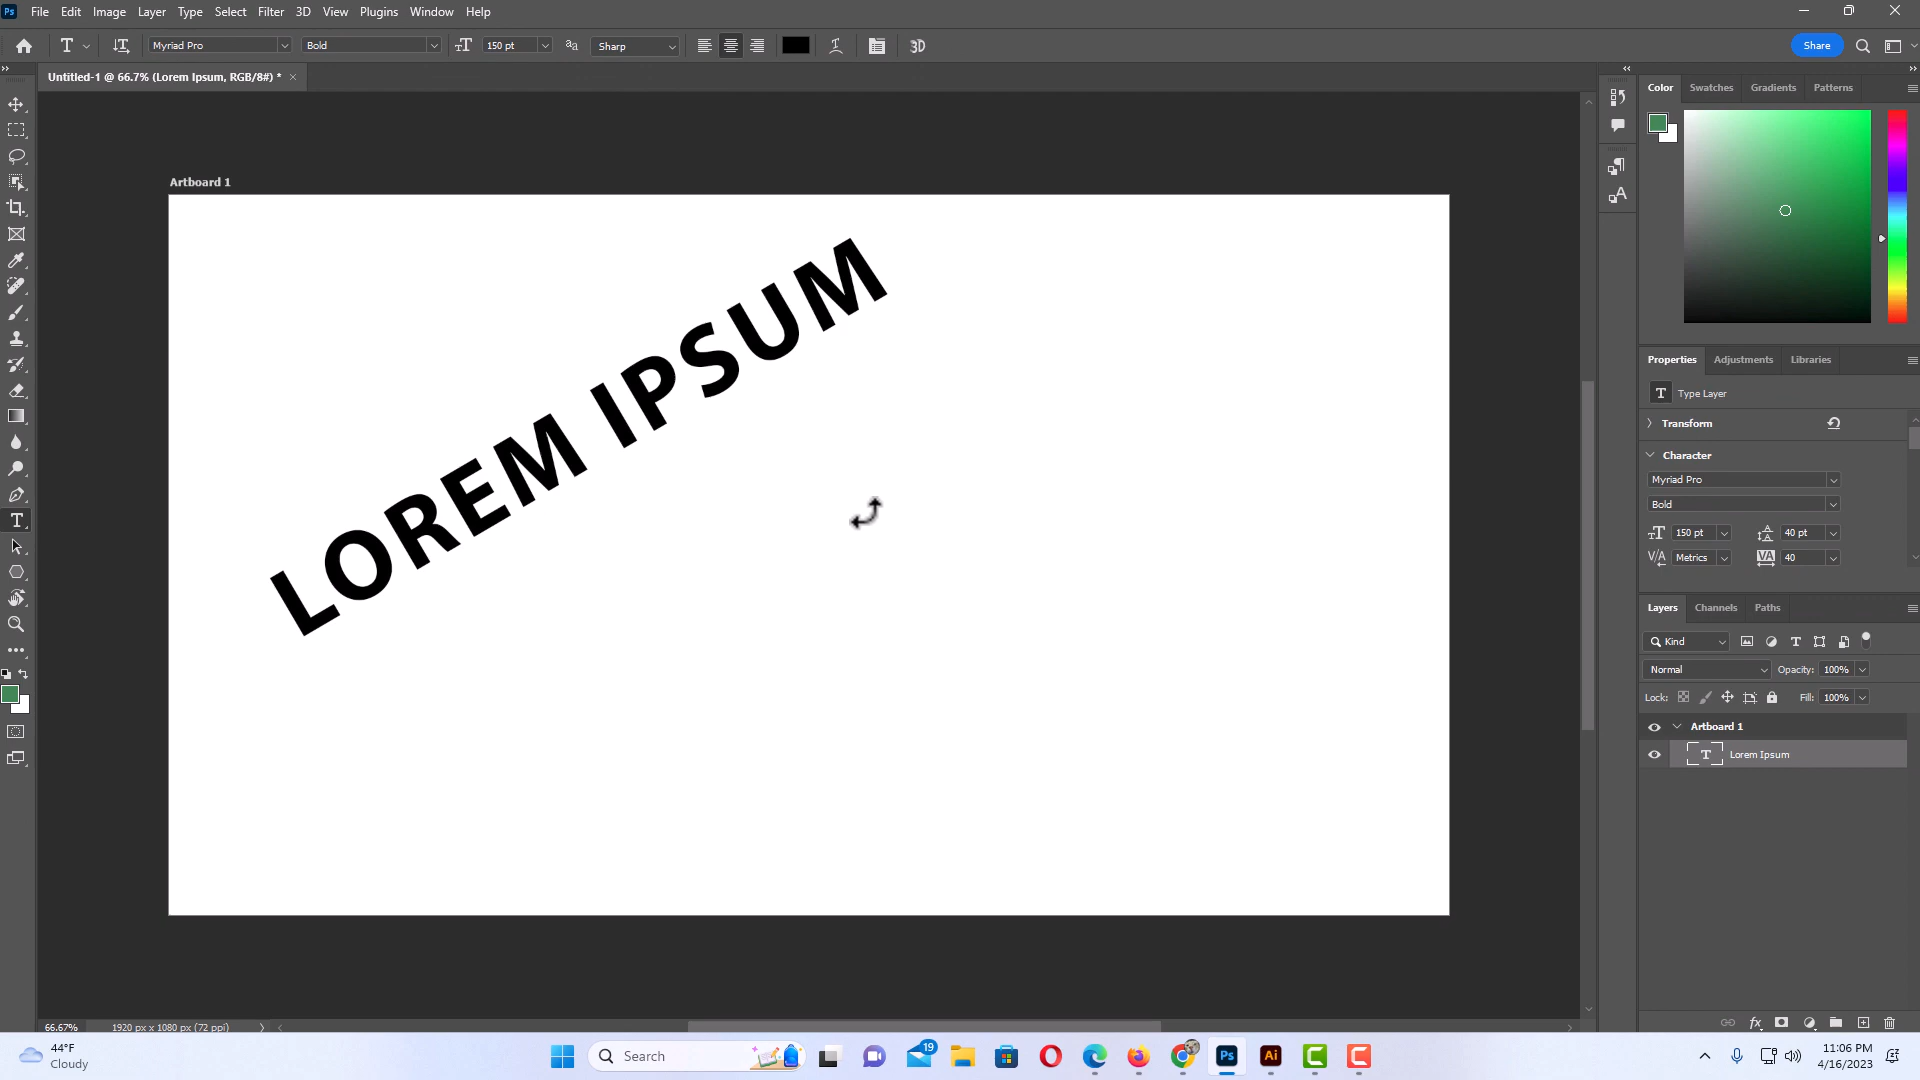 Ps File Edit Image Layer Type Select Filter 3D View Plugins Window Help
Myriad Pro Bold 150 pt Sharp 3D Share
Untitled-1 @ 66.7% (Lorem Ipsum, RGB/8#) *
Color Swatches Gradients Patterns
Artboard 1
LOREM IPSUM
Properties Adjustments Libraries
Type Layer
Transform
Character
Myriad Pro
Bold
150 pt 40 pt
Metrics 40
Layers Channels Paths
Kind
Normal Opacity: 100%
Lock: Fill: 100%
Artboard 1
Lorem Ipsum
66.67% 1920 px x 1080 px (72 ppi)
44°F
Cloudy
Search
19
Ps Ai
11:06 PM
4/16/2023